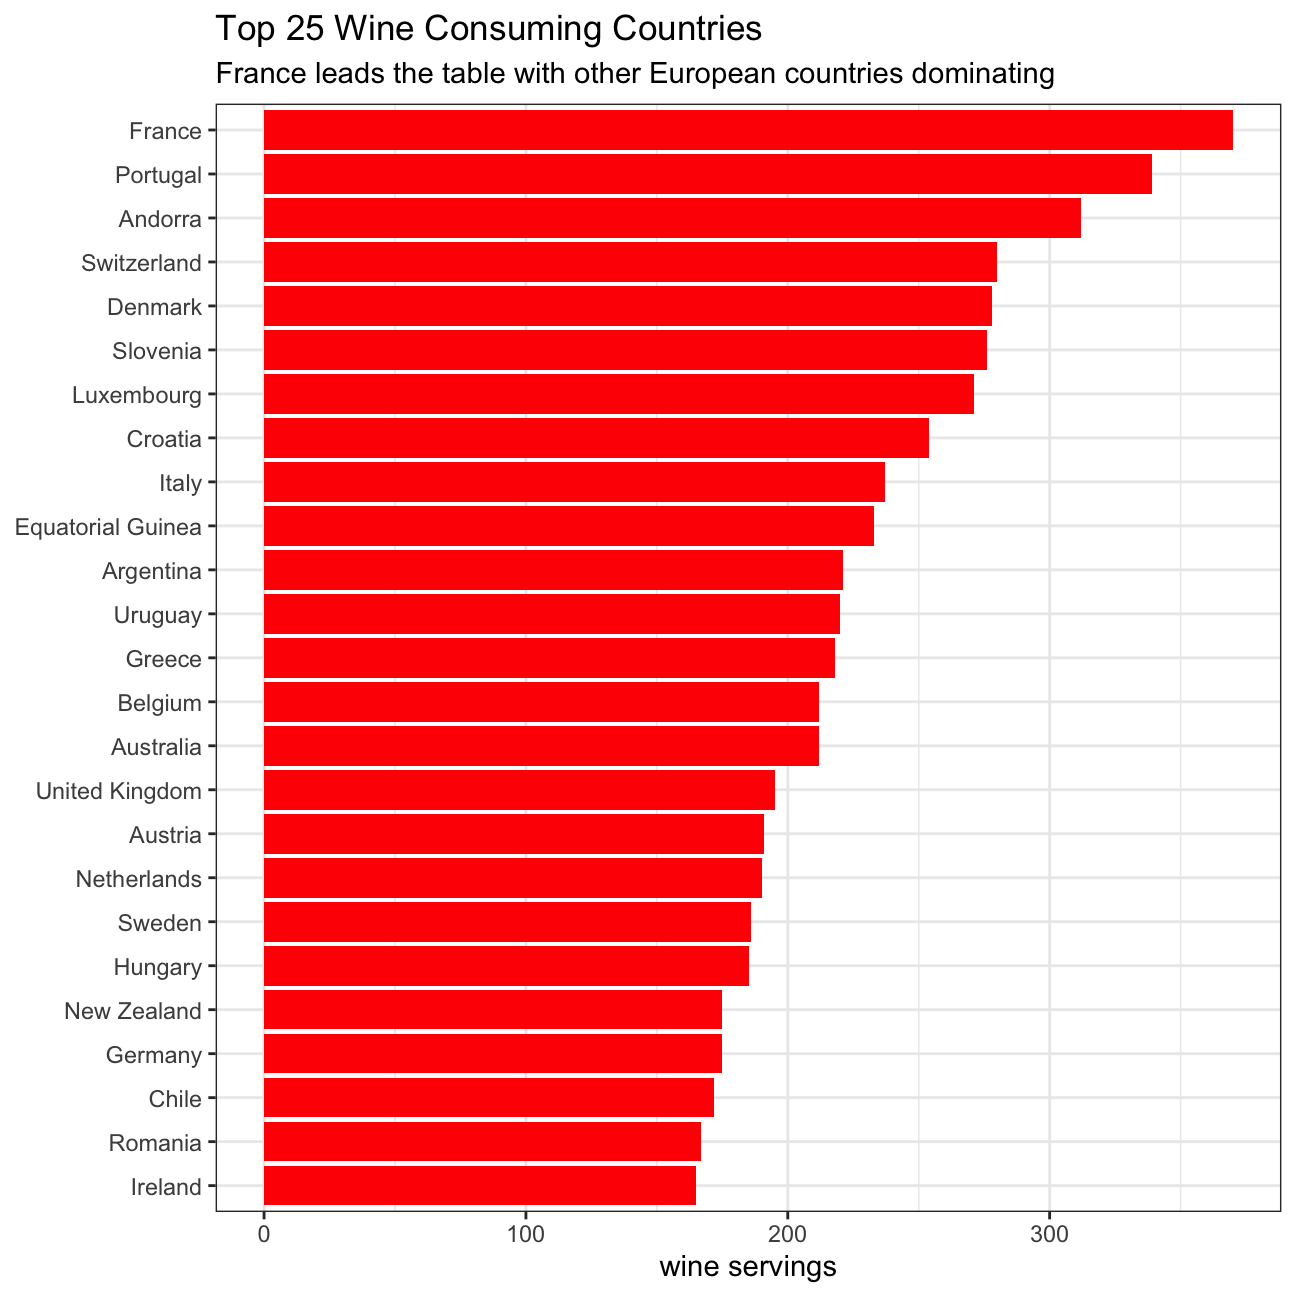 Top 25 Wine Consuming Countries
France leads the table with other European countries dominating
France
Portugal
Andorra
Switzerland
Denmark
Slovenia
Luxembourg
Croatia
Italy
Equatorial Guinea
Argentina
Uruguay
Greece
Belgium
Australia
United Kingdom
Austria
Netherlands
Sweden
Hungary
New Zealand
Germany
Chile
Romania
Ireland
0 100 200 300
wine servings